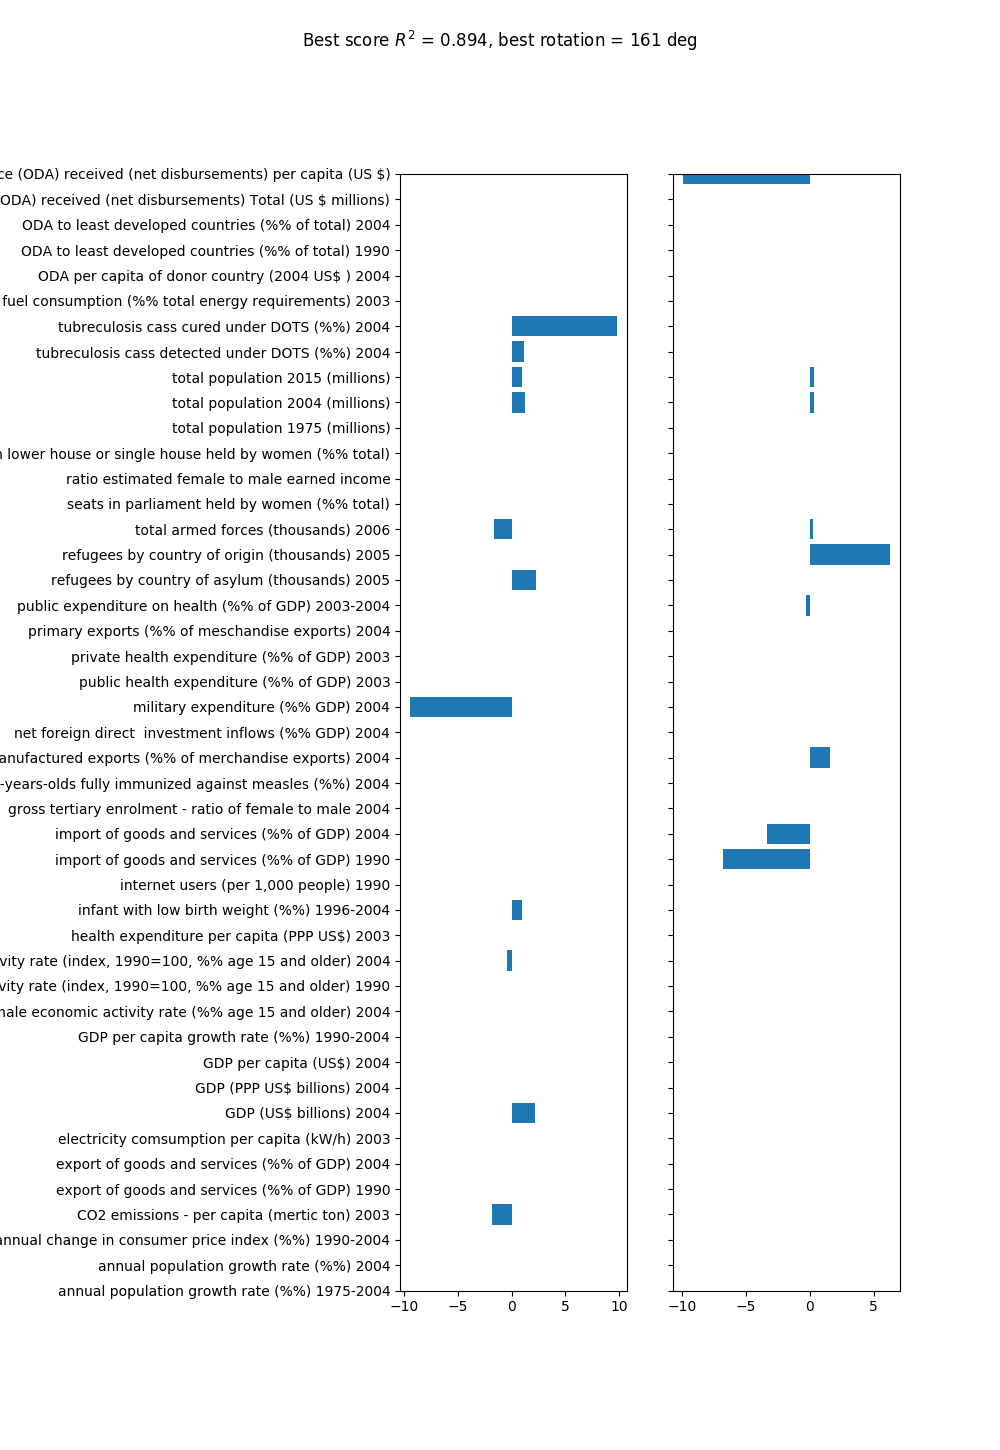 Best score R² = 0.894, best rotation = 161 deg
ce (ODA) received (net disbursements) per capita (US $)
ODA) received (net disbursements) Total (US $ millions)
ODA to least developed countries (%% of total) 2004
ODA to least developed countries (%% of total) 1990
ODA per capita of donor country (2004 US$ ) 2004
fuel consumption (%% total energy requirements) 2003
tubreculosis cass cured under DOTS (%%) 2004
tubreculosis cass detected under DOTS (%%) 2004
total population 2015 (millions)
total population 2004 (millions)
total population 1975 (millions)
n lower house or single house held by women (%% total)
ratio estimated female to male earned income
seats in parliament held by women (%% total)
total armed forces (thousands) 2006
refugees by country of origin (thousands) 2005
refugees by country of asylum (thousands) 2005
public expenditure on health (%% of GDP) 2003-2004
primary exports (%% of meschandise exports) 2004
private health expenditure (%% of GDP) 2003
public health expenditure (%% of GDP) 2003
military expenditure (%% GDP) 2004
net foreign direct  investment inflows (%% GDP) 2004
anufactured exports (%% of merchandise exports) 2004
-years-olds fully immunized against measles (%%) 2004
gross tertiary enrolment - ratio of female to male 2004
import of goods and services (%% of GDP) 2004
import of goods and services (%% of GDP) 1990
internet users (per 1,000 people) 1990
infant with low birth weight (%%) 1996-2004
health expenditure per capita (PPP US$) 2003
vity rate (index, 1990=100, %% age 15 and older) 2004
vity rate (index, 1990=100, %% age 15 and older) 1990
nale economic activity rate (%% age 15 and older) 2004
GDP per capita growth rate (%%) 1990-2004
GDP per capita (US$) 2004
GDP (PPP US$ billions) 2004
GDP (US$ billions) 2004
electricity comsumption per capita (kW/h) 2003
export of goods and services (%% of GDP) 2004
export of goods and services (%% of GDP) 1990
CO2 emissions - per capita (mertic ton) 2003
annual change in consumer price index (%%) 1990-2004
annual population growth rate (%%) 2004
annual population growth rate (%%) 1975-2004
−10 −5 0 5 10
−10 −5 0 5